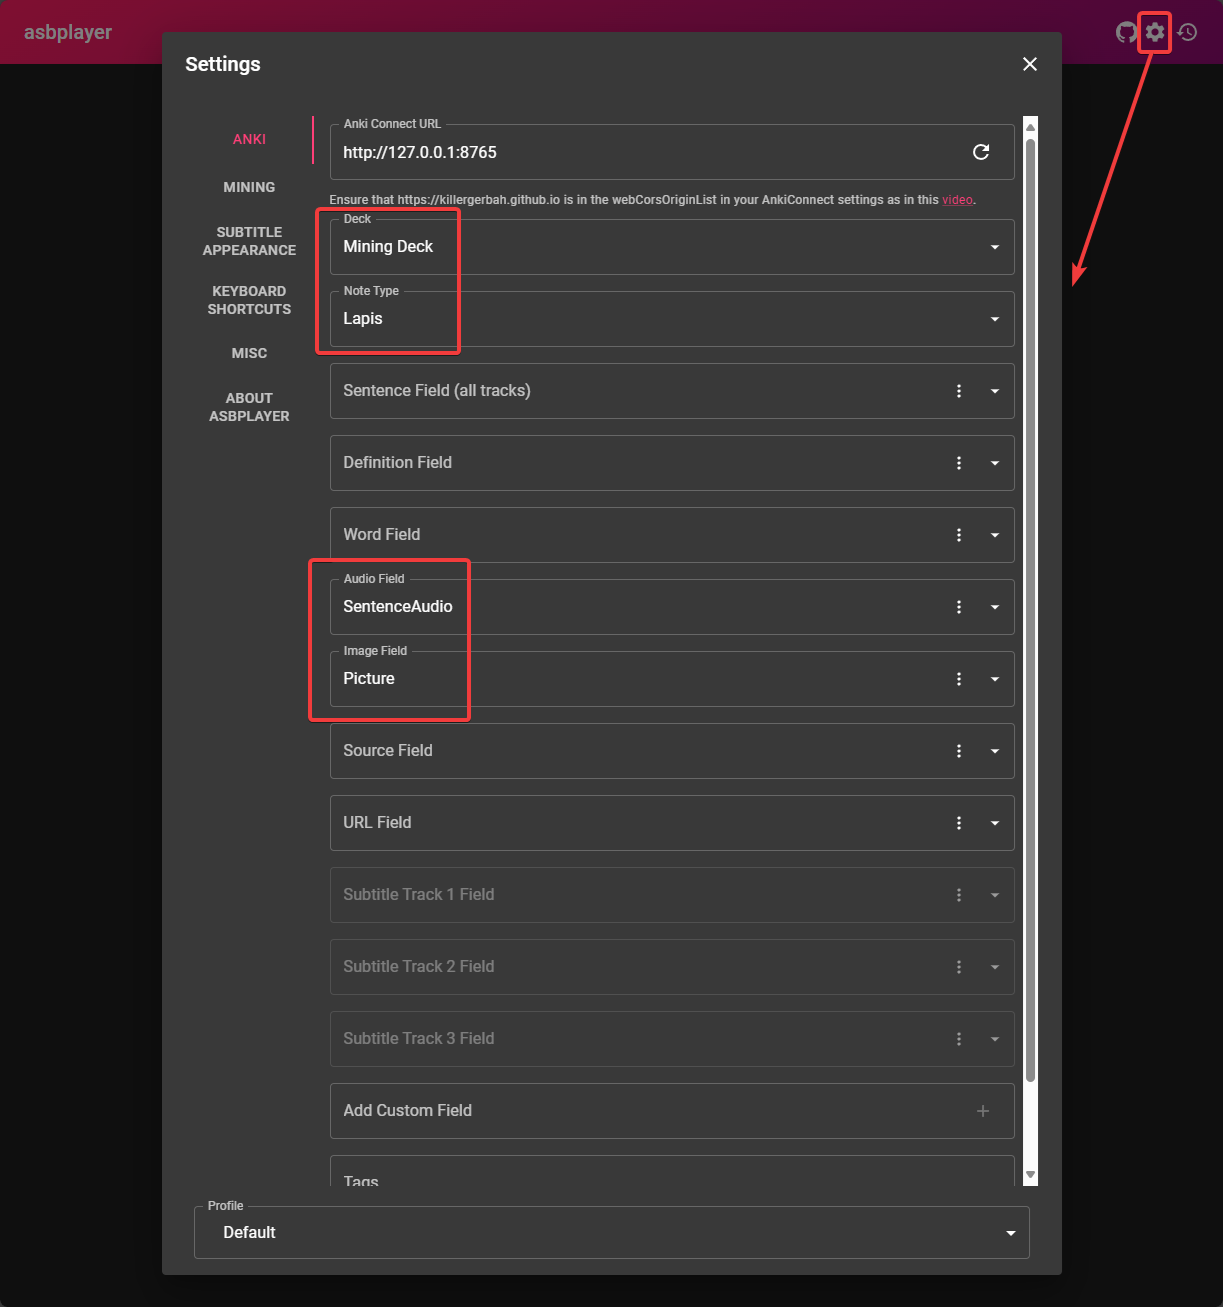 asbplayer
Settings
ANKI
MINING
SUBTITLE
APPEARANCE
KEYBOARD
SHORTCUTS
MISC
ABOUT
ASBPLAYER
Anki Connect URL
http://127.0.0.1:8765
Ensure that https://killergerbah.github.io is in the webCorsOriginList in your AnkiConnect settings as in this video.
Deck
Mining Deck
Note Type
Lapis
Sentence Field (all tracks)
Definition Field
Word Field
Audio Field
SentenceAudio
Image Field
Picture
Source Field
URL Field
Subtitle Track 1 Field
Subtitle Track 2 Field
Subtitle Track 3 Field
Add Custom Field
Tags
Profile
Default